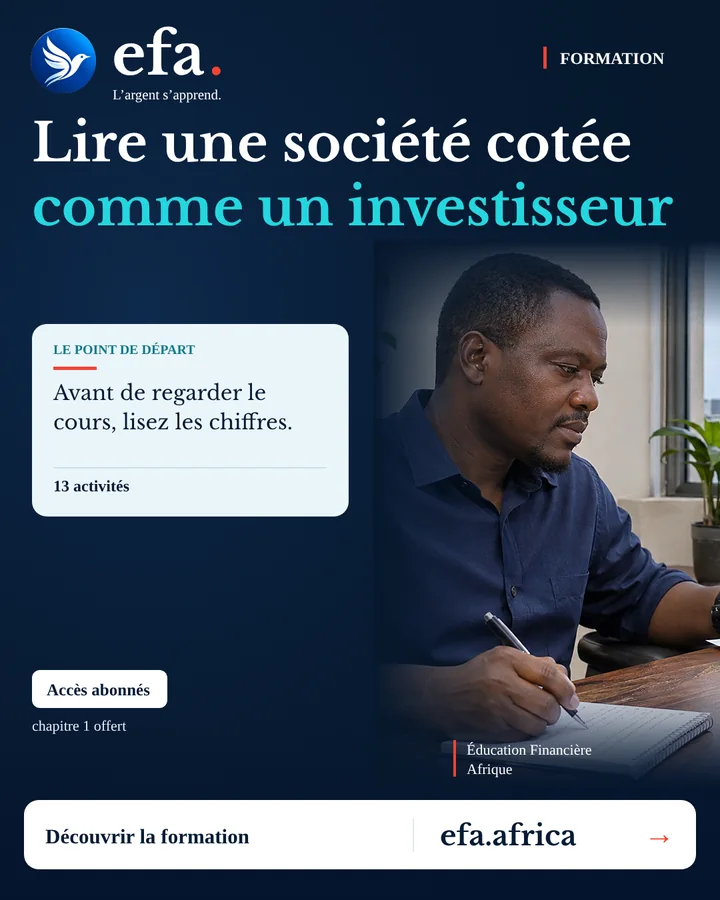 efa.
L’argent s’apprend.
FORMATION
Lire une société cotée
comme un investisseur
LE POINT DE DÉPART
Avant de regarder le
cours, lisez les chiffres.
13 activités
Accès abonnés
chapitre 1 offert
Éducation Financière
Afrique
Découvrir la formation
efa.africa →